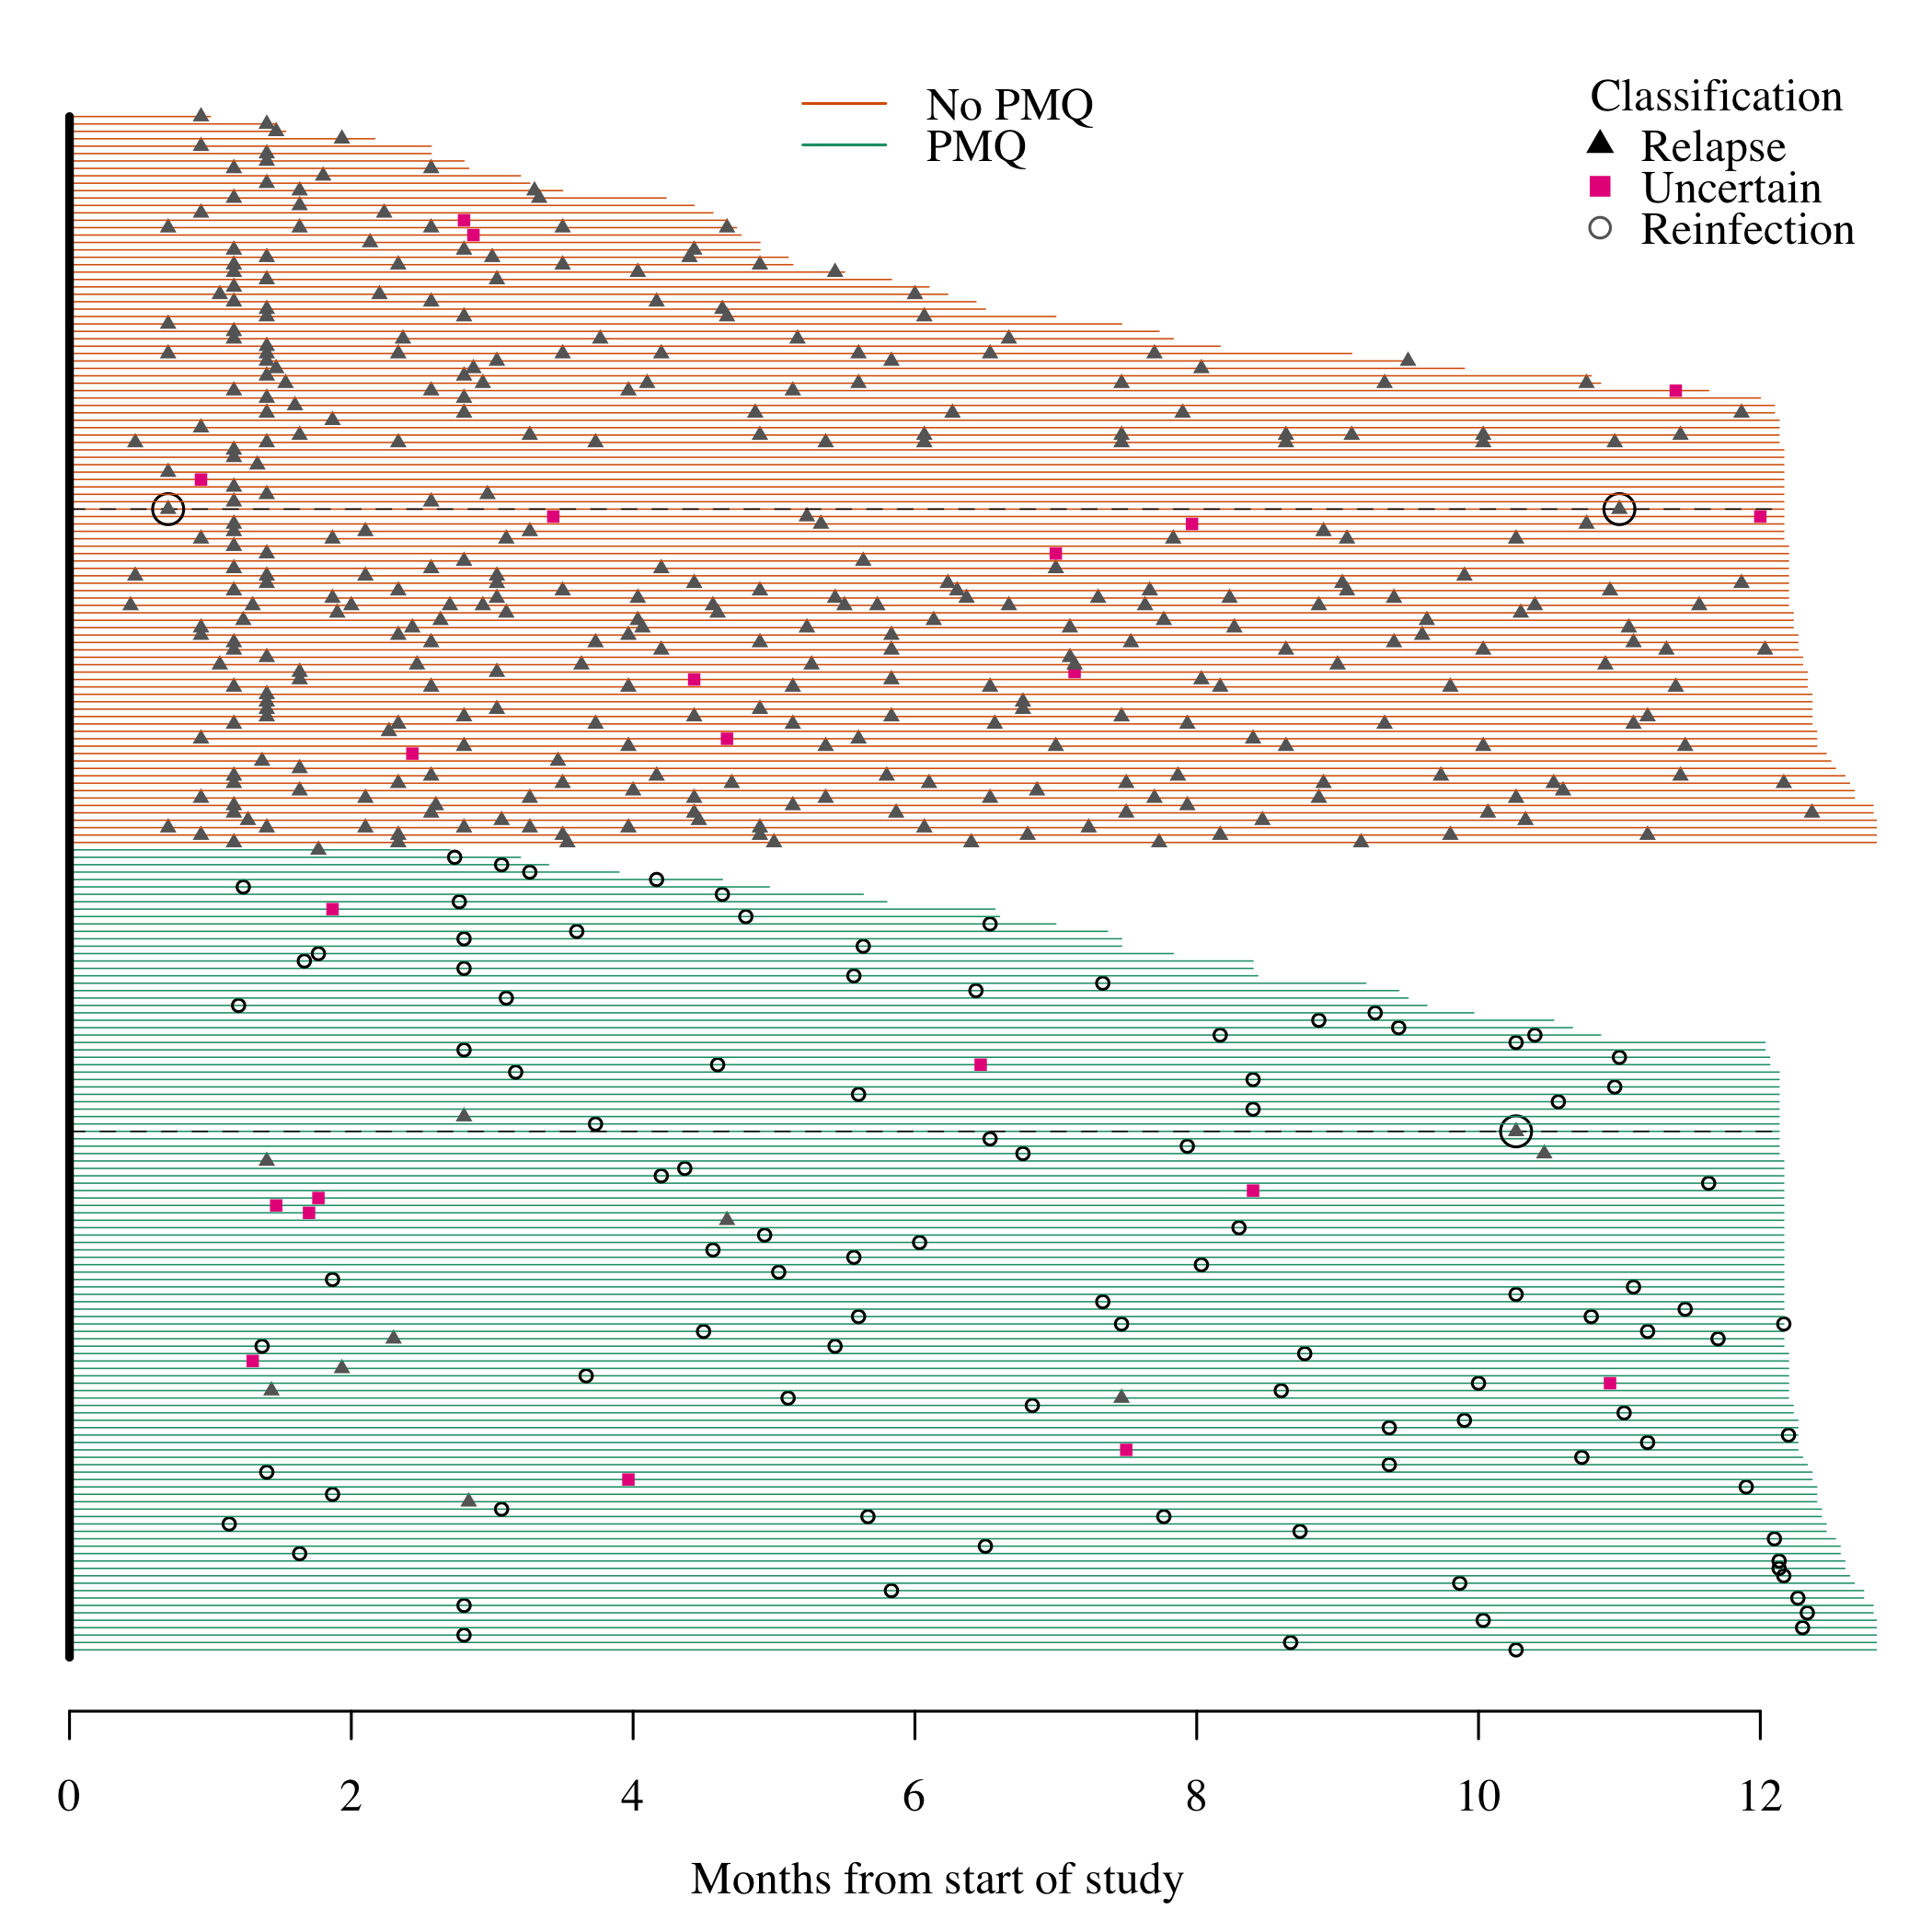 No PMQ
PMQ
Classification
Relapse
Uncertain
Reinfection
0 2 4 6 8 10 12
Months from start of study